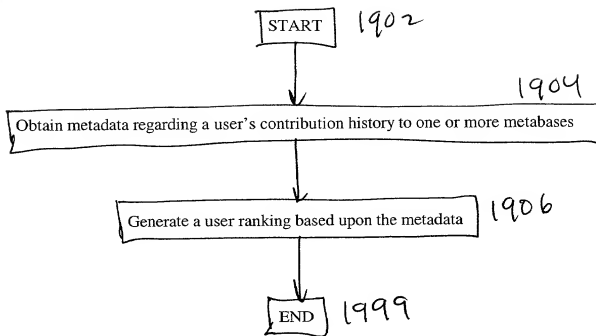 START 1902
1904
Obtain metadata regarding a user's contribution history to one or more metabases
Generate a user ranking based upon the metadata 1906
END 1999